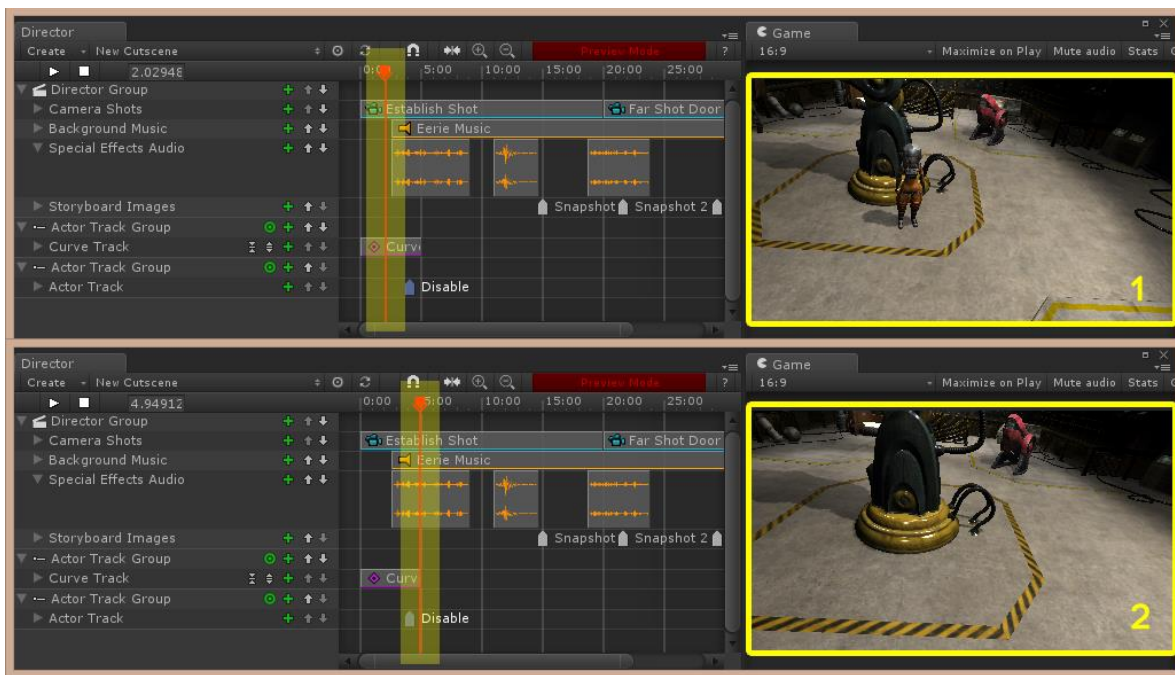 Director
Game
Create New Cutscene Preview Mode ?
16:9 Maximize on Play Mute audio Stats
2.02948 0:00 5:00 10:00 15:00 20:00 25:00
Director Group
Camera Shots Establish Shot Far Shot Door
Background Music Eerie Music
Special Effects Audio
Storyboard Images Snapshot Snapshot 2
Actor Track Group
Curve Track Curv
Actor Track Group
Actor Track Disable
1
Director
Game
Create New Cutscene Preview Mode ?
16:9 Maximize on Play Mute audio Stats
4.94912 0:00 5:00 10:00 15:00 20:00 25:00
Director Group
Camera Shots Establish Shot Far Shot Door
Background Music Eerie Music
Special Effects Audio
Storyboard Images Snapshot Snapshot 2
Actor Track Group
Curve Track Curv
Actor Track Group
Actor Track Disable
2